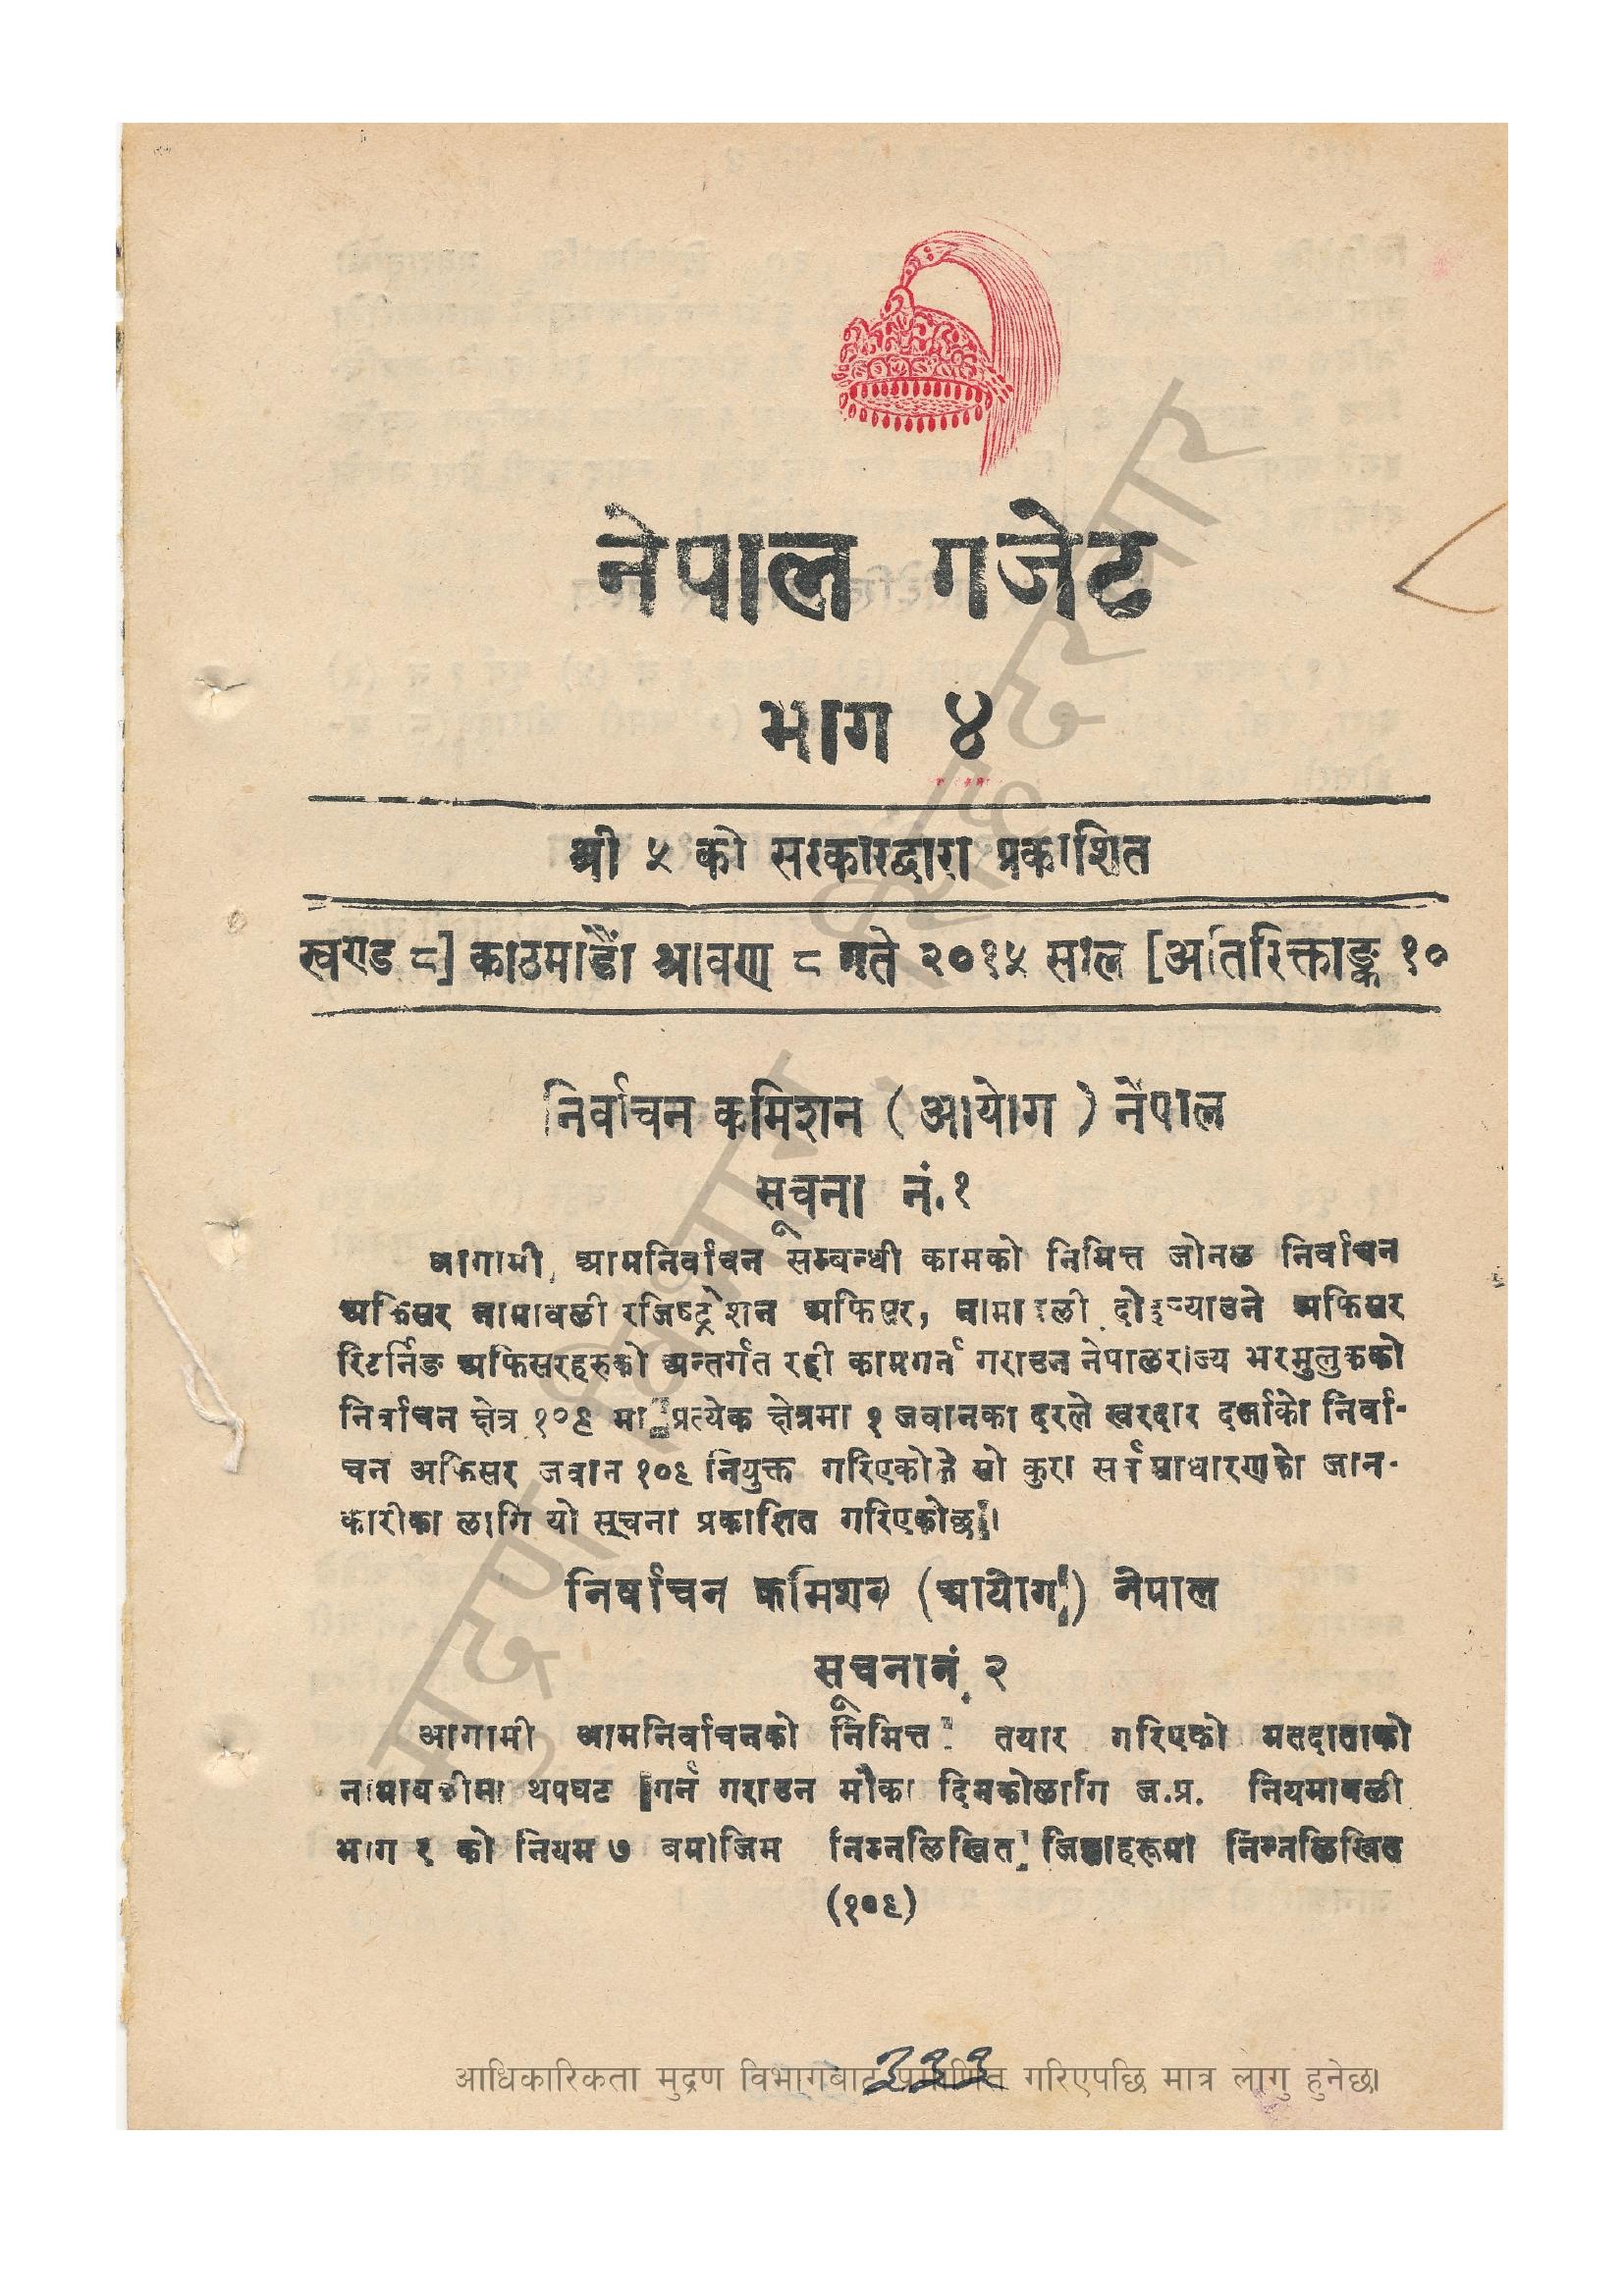 नेपाल गजेट
भाग ४
श्री ५ को सरकारद्वारा प्रकाशित
खण्ड ८] काठमाडौं श्रावण ८ गते २०१५ साल [अतिरिक्ताङ्क १०
निर्वाचन कमिशन ( आयोग ) नेपाल
सूचना नं. १
आगामी आमनिर्वाचन सम्बन्धी कामको निमित्त जोनल निर्वाचन
अफिसर नामावली रजिष्ट्रेशन अफिसर, अफिसर
रिटर्निङ अफिसरहरुको अन्तर्गत रही कामगर्न गराउन नेपालराज्य भरमुलुकको
निर्वाचन क्षेत्र १०९ मा प्रत्येक क्षेत्रमा १ जवानका दरले खरदार दर्जाको निर्वा-
चन अफिसर जवान १०९ नियुक्त गरिएकोले सो कुरा सर्वसाधारणको जान-
कारीका लागि यो सूचना प्रकाशित गरिएकोछ।
निर्वाचन कमिशन (आयोग) नेपाल
सूचनानं. २
आगामी आमनिर्वाचनको निमित्त तयार गरिएको मतदाताको
नामावलीमा थपघट गर्न गराउन मौका दिनकोलागि ज.प्र. नियमावली
भाग १ को नियम ७ बमोजिम निम्नलिखित जिल्लाहरूमा निम्नलिखित
(१०९)
आधिकारिकता मुद्रण विभागबाट प्रमाणित गरिएपछि मात्र लागु हुनेछ।